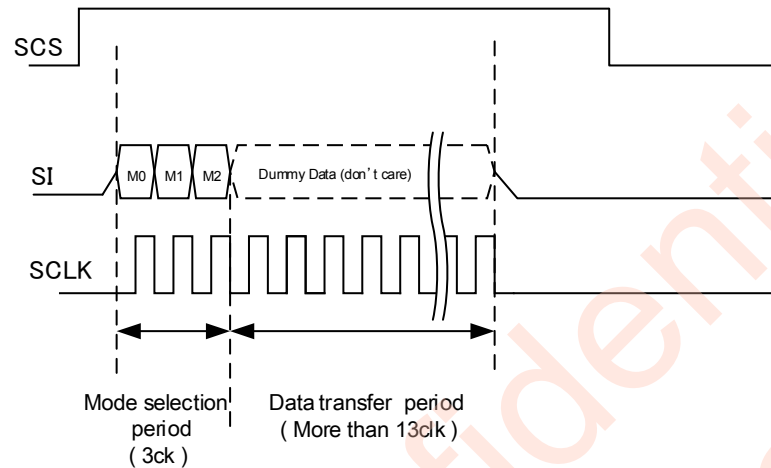 SCS
SI
M0 M1 M2 Dummy Data (don't care)
SCLK
Mode selection period ( 3ck )
Data transfer period ( More than 13clk )
fidenti